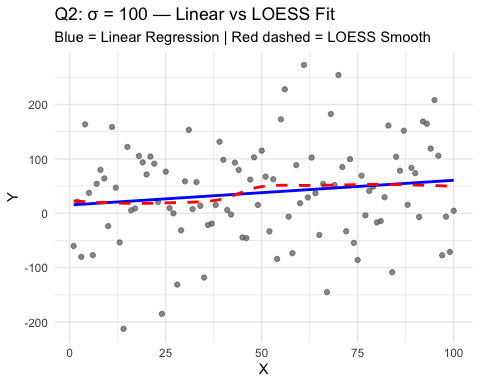 Q2: σ = 100 — Linear vs LOESS Fit
Blue = Linear Regression | Red dashed = LOESS Smooth
200
100
0
-100
-200
Y
0
25
50
75
100
X